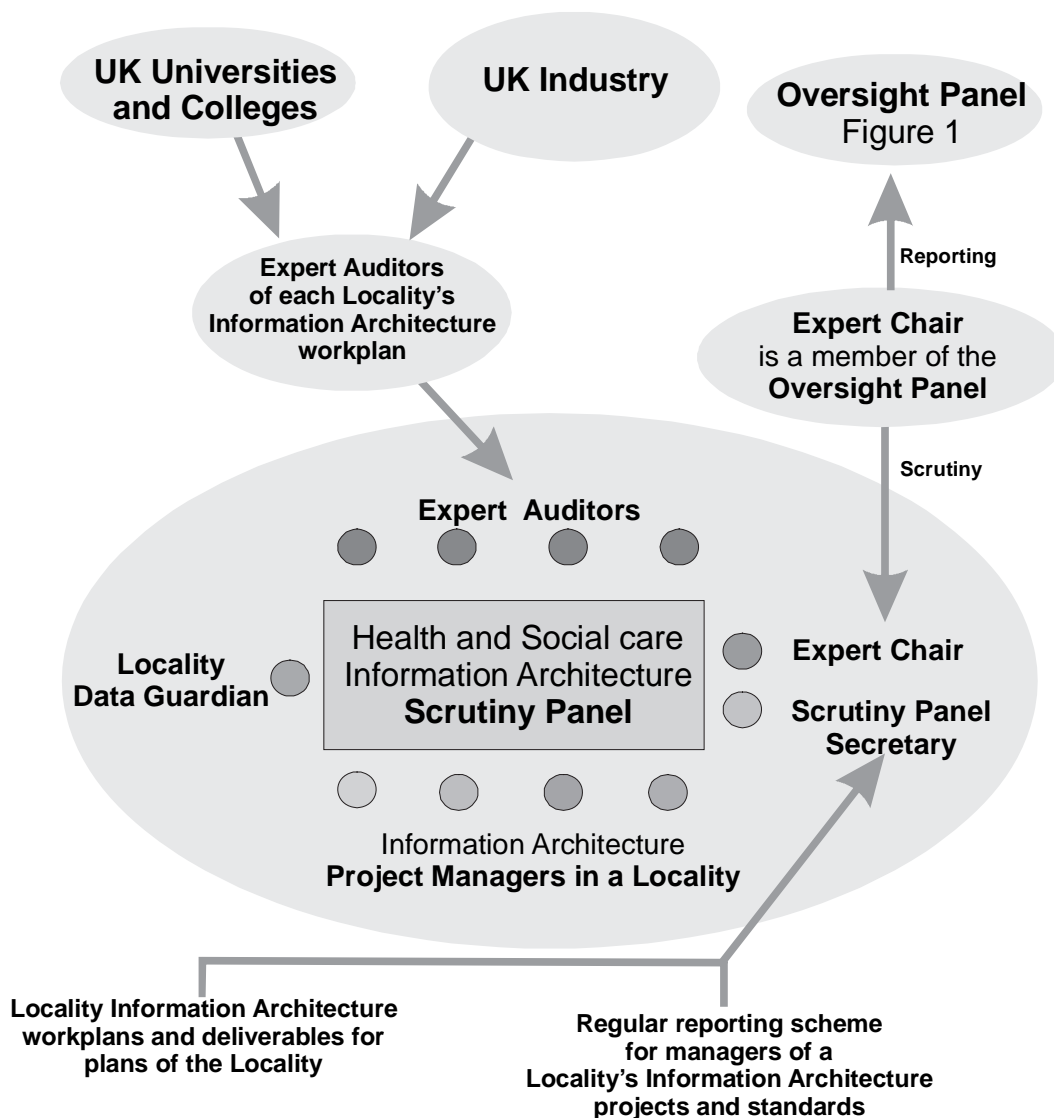 UK Universities
and Colleges
UK Industry
Oversight Panel
Figure 1
Expert Auditors
of each Locality's
Information Architecture
workplan
Reporting
Expert Chair
is a member of the
Oversight Panel
Scrutiny
Expert Auditors
Locality
Data Guardian
Health and Social care
Information Architecture
Scrutiny Panel
Expert Chair
Scrutiny Panel
Secretary
Information Architecture
Project Managers in a Locality
Locality Information Architecture
workplans and deliverables for
plans of the Locality
Regular reporting scheme
for managers of a
Locality's Information Architecture
projects and standards